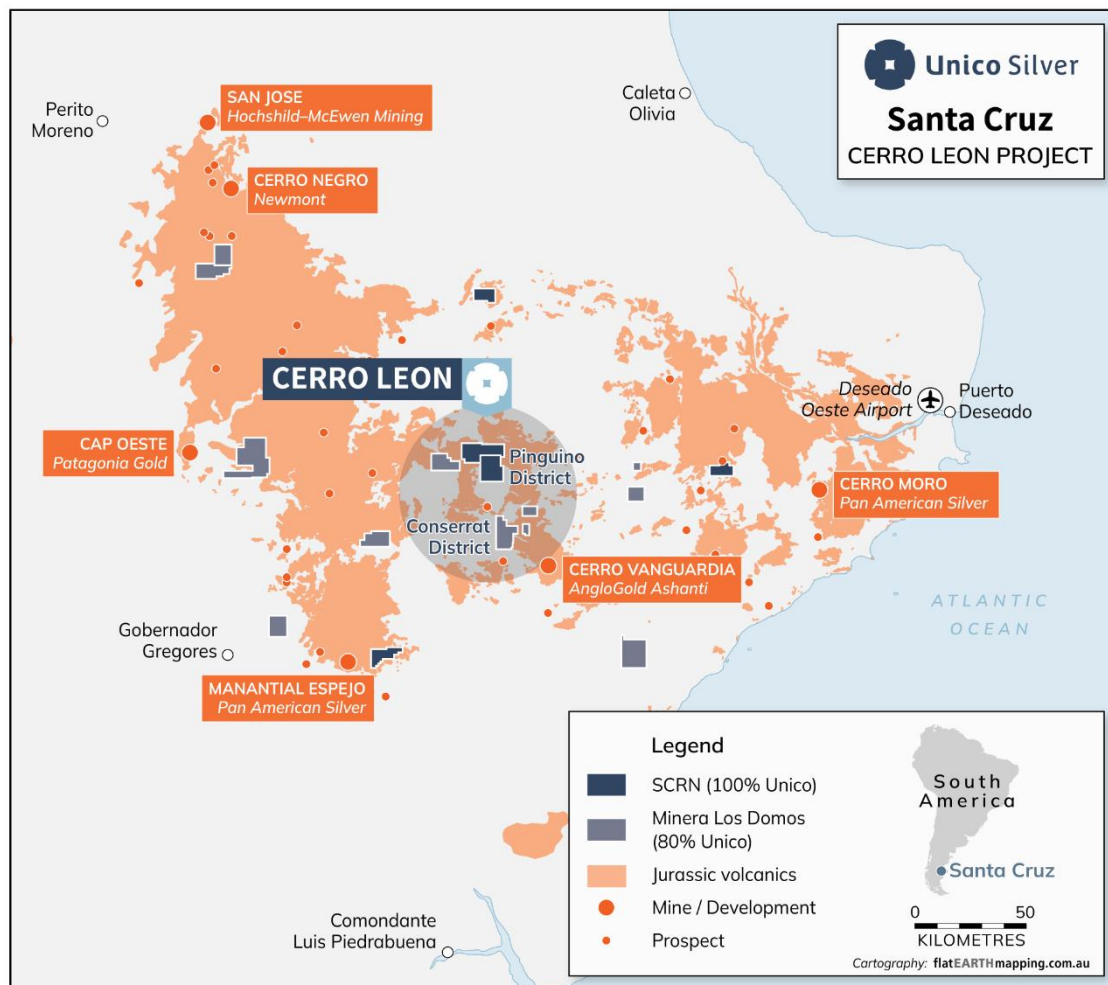 Unico Silver
Santa Cruz
CERRO LEON PROJECT
Perito
Moreno
SAN JOSE
Hochshild–McEwen Mining
Caleta
Olivia
CERRO NEGRO
Newmont
CERRO LEON
Deseado
Oeste Airport
Puerto
Deseado
CAP OESTE
Patagonia Gold
Pinguino
District
CERRO MORO
Pan American Silver
Conserrat
District
CERRO VANGUARDIA
AngloGold Ashanti
ATLANTIC
OCEAN
Gobernador
Gregores
MANANTIAL ESPEJO
Pan American Silver
Comondante
Luis Piedrabuena
Legend
SCRN (100% Unico)
Minera Los Domos
(80% Unico)
Jurassic volcanics
Mine / Development
Prospect
South
America
Santa Cruz
0 50
KILOMETRES
Cartography: flatEARTHmapping.com.au